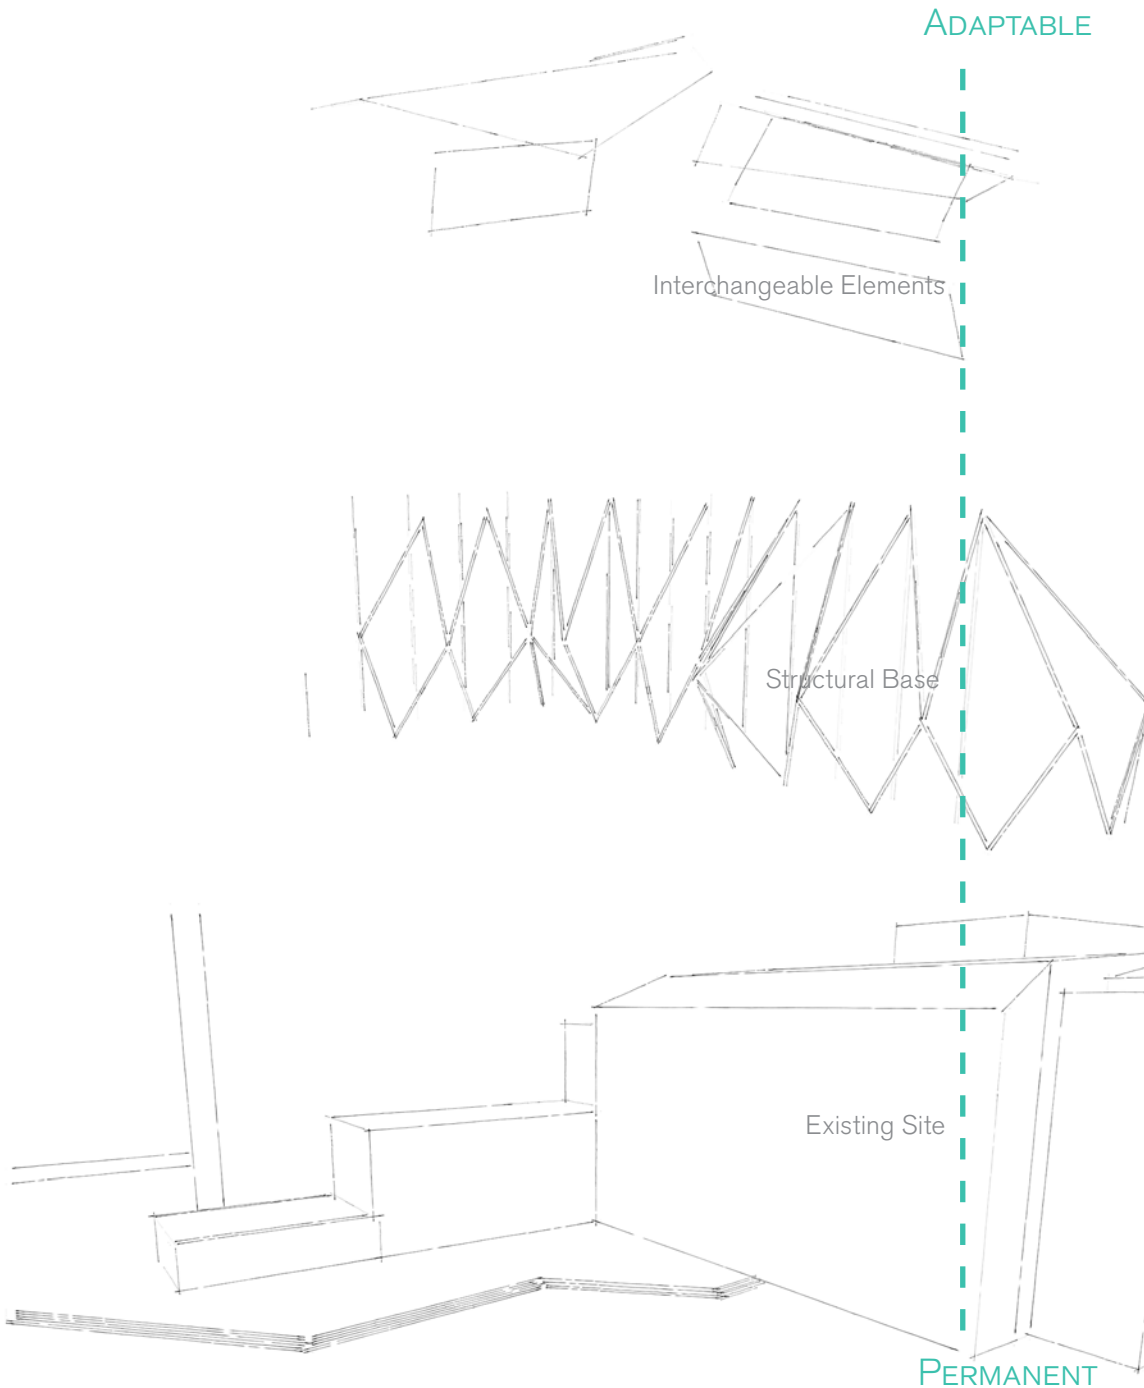 ADAPTABLE
Interchangeable Elements
Structural Base
Existing Site
PERMANENT